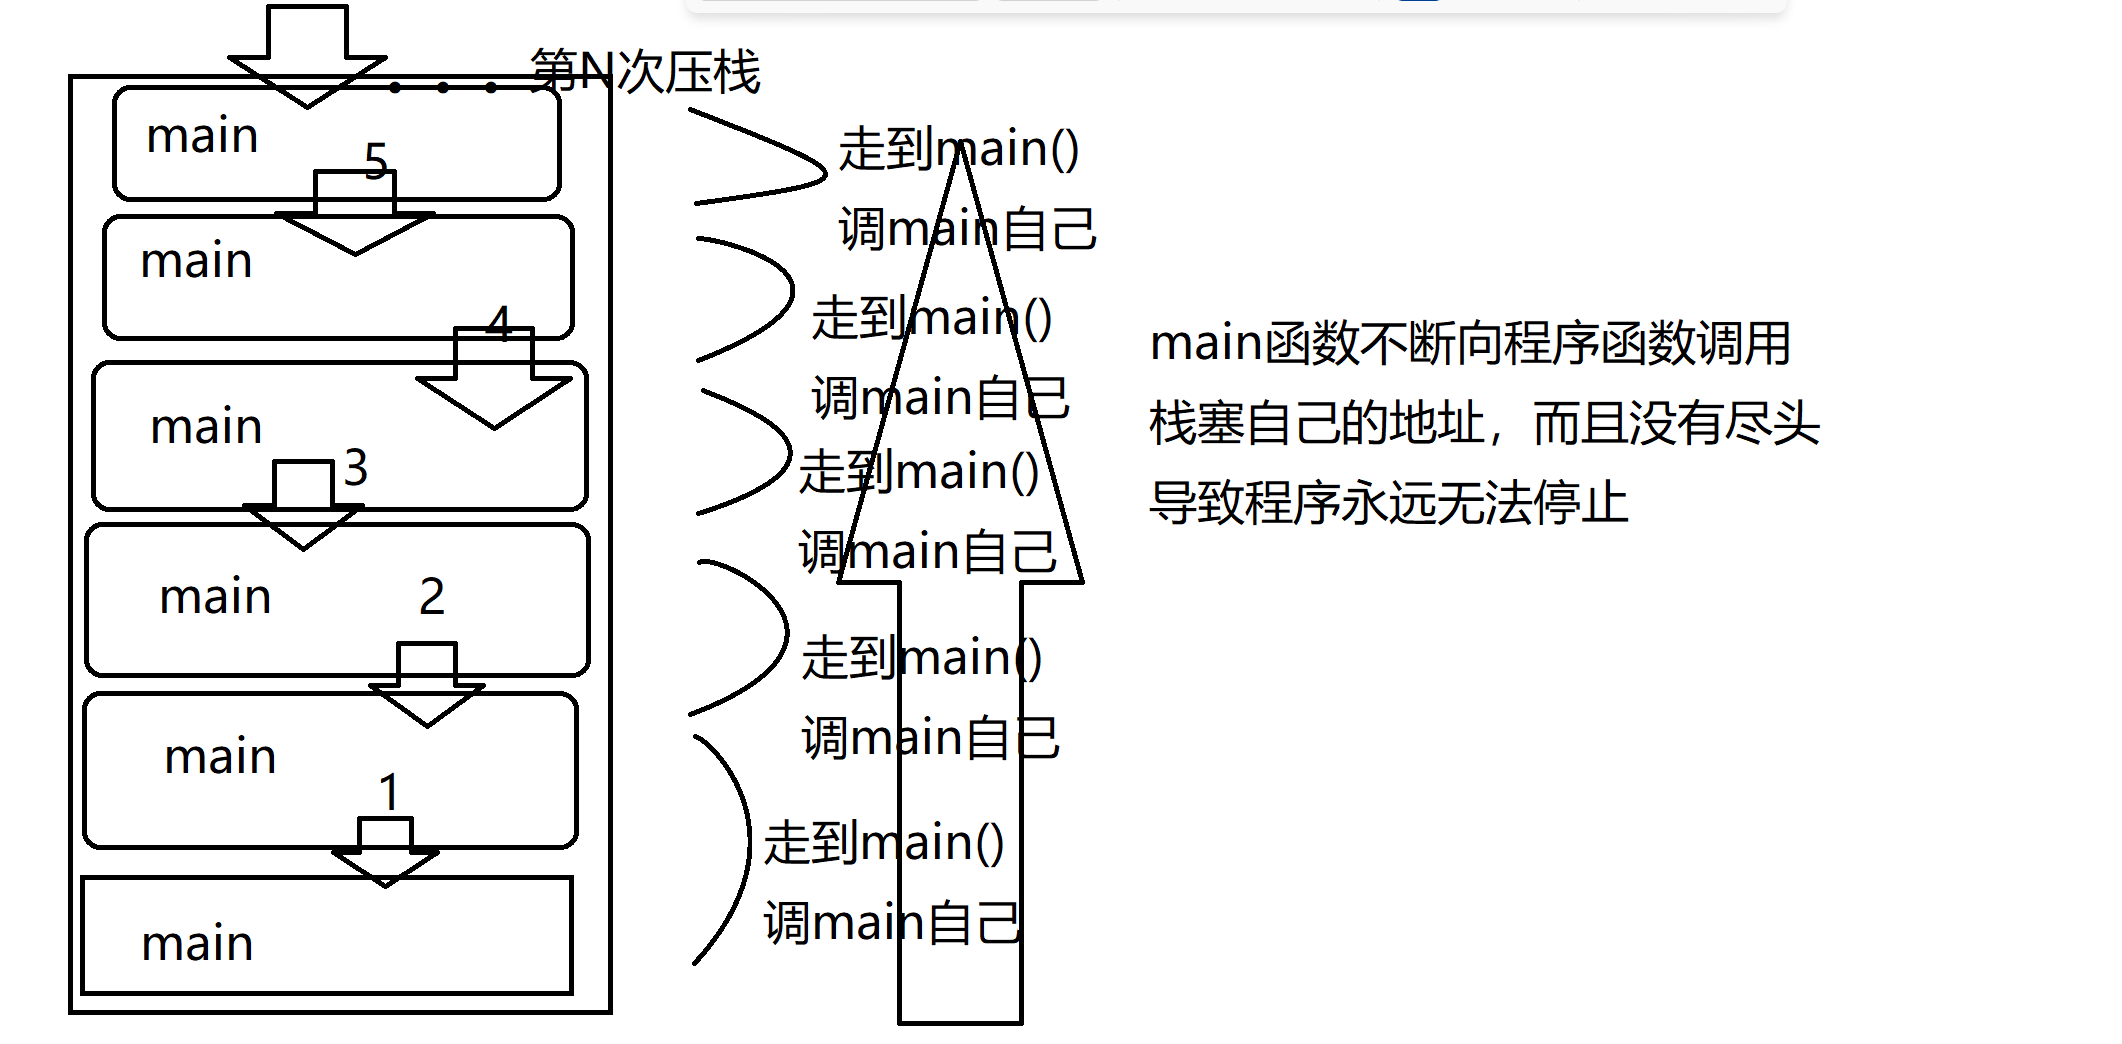 • • • 第N次压栈
main
5
main
4
main
3
main
2
main
1
main
走到main()
调main自己
走到main()
调main自己
走到main()
调main自己
走到main()
调main自己
走到main()
调main自己
main函数不断向程序函数调用
栈塞自己的地址，而且没有尽头
导致程序永远无法停止